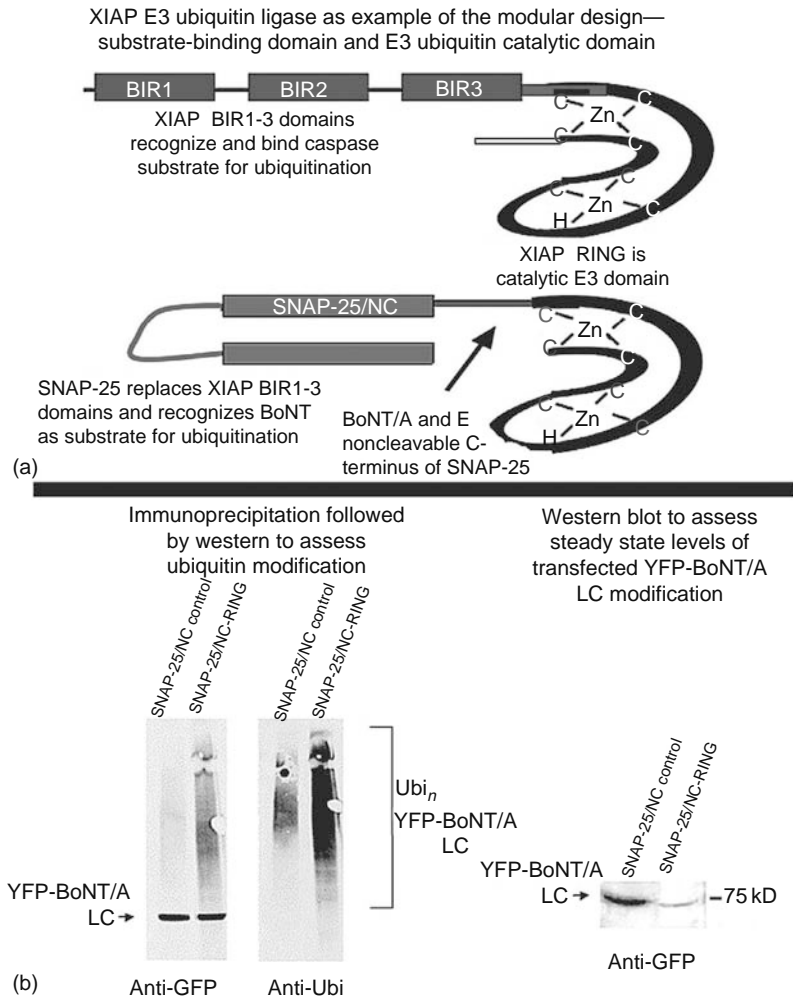 XIAP E3 ubiquitin ligase as example of the modular design—
substrate-binding domain and E3 ubiquitin catalytic domain
BIR1
BIR2
BIR3
C
C
Zn
C
C
XIAP BIR1-3 domains
recognize and bind caspase
substrate for ubiquitination
C
C
Zn
H
C
XIAP RING is
catalytic E3 domain
SNAP-25/NC
C
C
Zn
C
C
C
C
Zn
H
C
SNAP-25 replaces XIAP BIR1-3
domains and recognizes BoNT
as substrate for ubiquitination
BoNT/A and E
noncleavable C-
terminus of SNAP-25
(a)
Immunoprecipitation followed
by western to assess
ubiquitin modification
Western blot to assess
steady state levels of
transfected YFP-BoNT/A
LC modification
SNAP-25/NC control
SNAP-25/NC-RING
SNAP-25/NC control
SNAP-25/NC-RING
Ubin
YFP-BoNT/A
LC
YFP-BoNT/A
LC
SNAP-25/NC control
SNAP-25/NC-RING
YFP-BoNT/A
LC
75 kD
Anti-GFP
(b)
Anti-GFP
Anti-Ubi